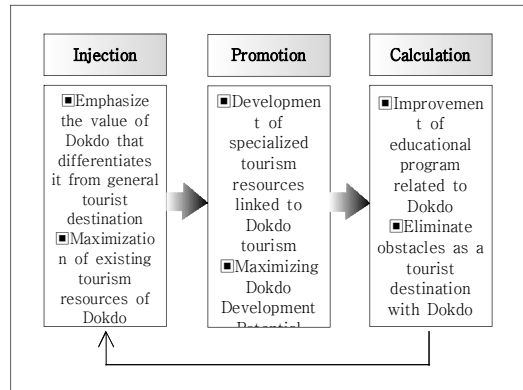 Injection
▣Emphasize
the value of
Dokdo that
differentiates
it from general
tourist
destination
▣Maximizatio
n of existing
tourism
resources of
Dokdo
Promotion
▣Developmen
t of
specialized
tourism
resources
linked to
Dokdo
tourism
▣Maximizing
Dokdo
Development
Potential
Calculation
▣Improvemen
t of
educational
program
related to
Dokdo
▣Eliminate
obstacles as a
tourist
destination
with Dokdo